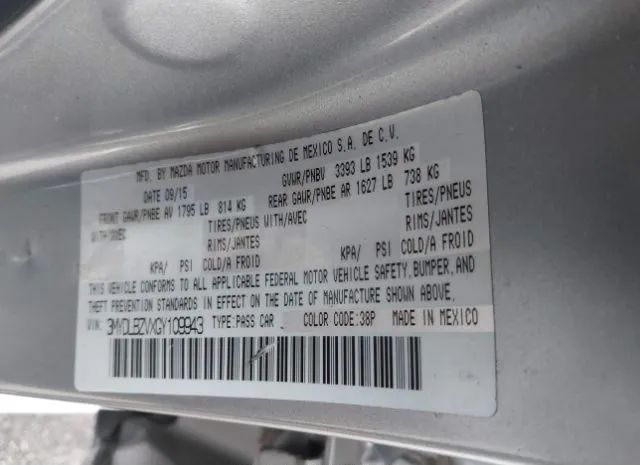 MFD. BY MAZDA MOTOR MANUFACTURING DE MEXICO S.A. DE C.V.
DATE 09/15 GVWR/PNBV 3393 LB 1539 KG
FRONT GAWR/PNBE AV 1795 LB 814 KG REAR GAWR/PNBE AR 1627 LB 738 KG
WITH TIRES/PNEUS WITH/AVEC TIRES/PNEUS
RIMS/JANTES RIMS/JANTES
KPA/ PSI COLD/A FROID KPA/ PSI COLD/A FROID
THIS VEHICLE CONFORMS TO ALL APPLICABLE FEDERAL MOTOR VEHICLE SAFETY, BUMPER, AND
THEFT PREVENTION STANDARDS IN EFFECT ON THE DATE OF MANUFACTURE SHOWN ABOVE.
VIN: 3MYDLBZVXGY109943 TYPE:PASS CAR COLOR CODE:38P MADE IN MEXICO